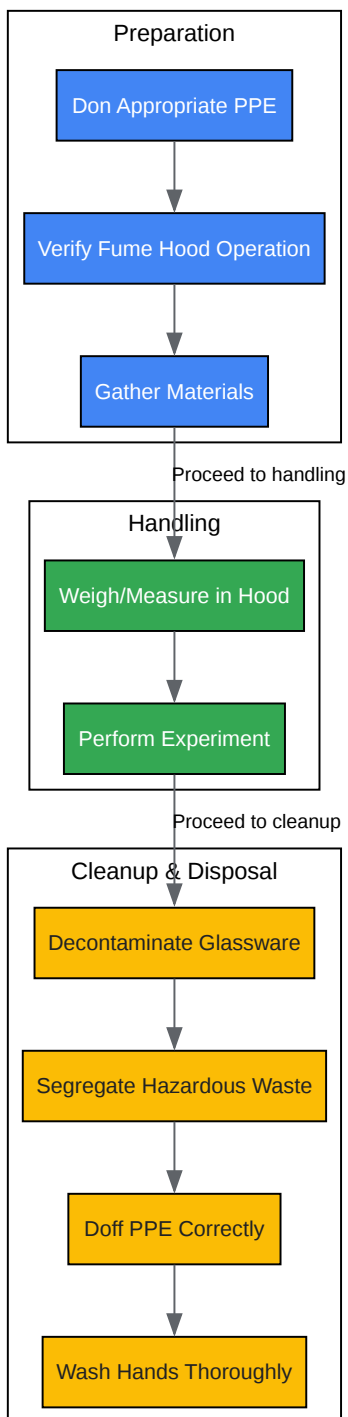 Preparation
Don Appropriate PPE
Verify Fume Hood Operation
Gather Materials
Proceed to handling
Handling
Weigh/Measure in Hood
Perform Experiment
Proceed to cleanup
Cleanup & Disposal
Decontaminate Glassware
Segregate Hazardous Waste
Doff PPE Correctly
Wash Hands Thoroughly